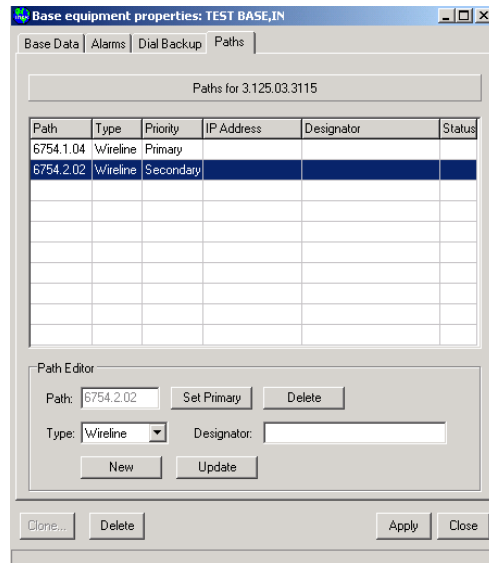 Base equipment properties: TEST BASE,IN
Base Data Alarms Dial Backup Paths
Paths for 3.125.03.3115
Path Type Priority IP Address Designator Status
6754.1.04 Wireline Primary
6754.2.02 Wireline Secondary
Path Editor
Path: 6754.2.02 Set Primary Delete
Type: Wireline Designator:
New Update
Clone... Delete Apply Close